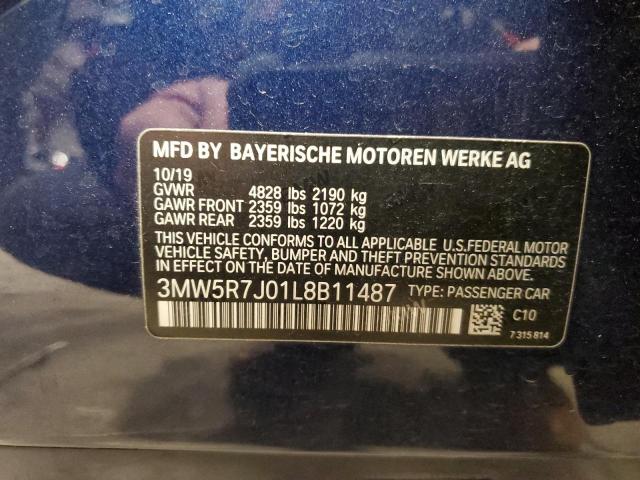 MFD BY BAYERISCHE MOTOREN WERKE AG
10/19
GVWR 4828 lbs 2190 kg
GAWR FRONT 2359 lbs 1072 kg
GAWR REAR 2359 lbs 1220 kg
THIS VEHICLE CONFORMS TO ALL APPLICABLE U.S.FEDERAL MOTOR
VEHICLE SAFETY, BUMPER AND THEFT PREVENTION STANDARDS
IN EFFECT ON THE DATE OF MANUFACTURE SHOWN ABOVE.
3MW5R7J01L8B11487 TYPE: PASSENGER CAR
C10
7 315 814